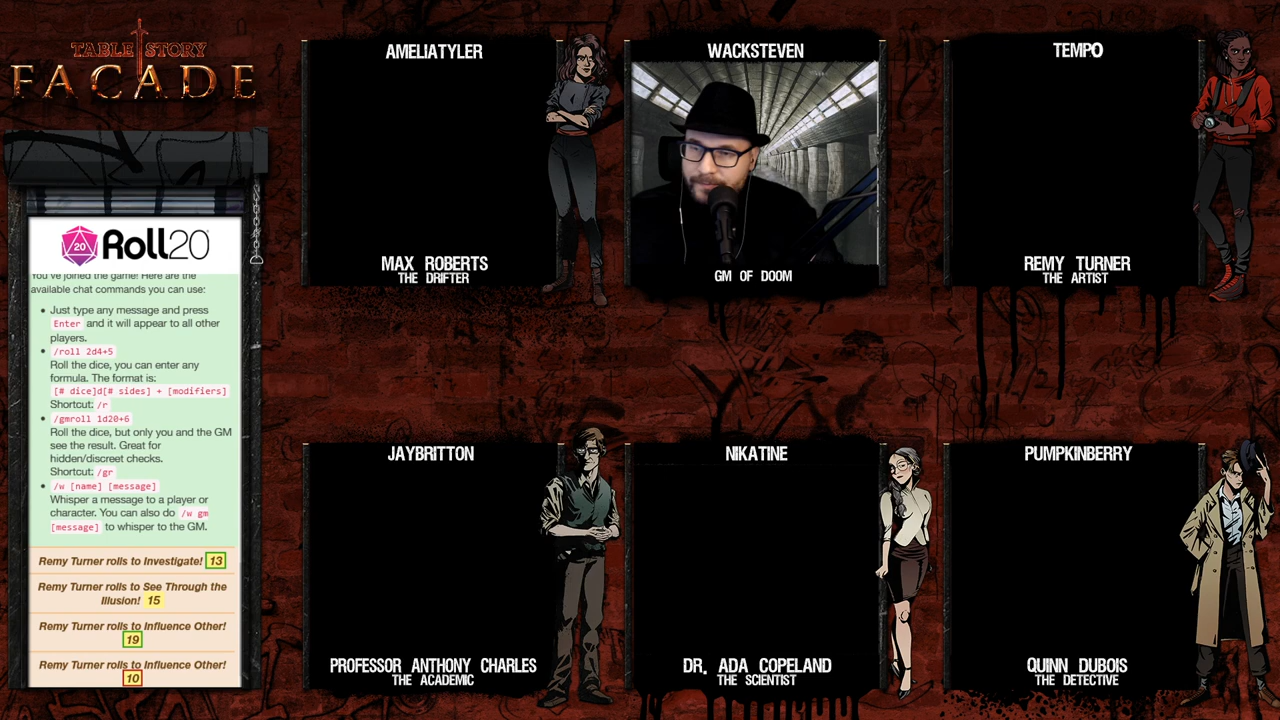 TABLE STORY
FACADE
AMELIATYLER
MAX ROBERTS
THE DRIFTER
WACKSTEVEN
GM OF DOOM
TEMPO
REMY TURNER
THE ARTIST
20
Roll20
You've joined the game! Here are the
available chat commands you can use:
• Just type any message and press
Enter and it will appear to all other
players.
• /roll 2d4+5
Roll the dice, you can enter any
formula. The format is:
[# dice]d[# sides] + [modifiers]
Shortcut: /r
• /gmroll 1d20+6
Roll the dice, but only you and the GM
see the result. Great for
hidden/discreet checks.
Shortcut: /gr
• /w [name] [message]
Whisper a message to a player or
character. You can also do /w gm
[message] to whisper to the GM.
Remy Turner rolls to Investigate! 13
Remy Turner rolls to See Through the
Illusion! 15
Remy Turner rolls to Influence Other!
19
Remy Turner rolls to Influence Other!
10
JAYBRITTON
PROFESSOR ANTHONY CHARLES
THE ACADEMIC
NIKATINE
DR. ADA COPELAND
THE SCIENTIST
PUMPKINBERRY
QUINN DUBOIS
THE DETECTIVE